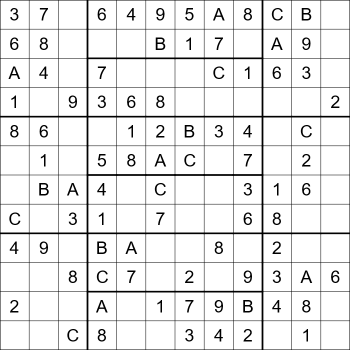 3 7 6 4 9 5 A 8 C B
6 8 B 1 7 A 9
A 4 7 C 1 6 3
1 9 3 6 8 2
8 6 1 2 B 3 4 C
1 5 8 A C 7 2
B A 4 C 3 1 6
C 3 1 7 6 8
4 9 B A 8 2
8 C 7 2 9 3 A 6
2 A 1 7 9 B 4 8
C 8 3 4 2 1